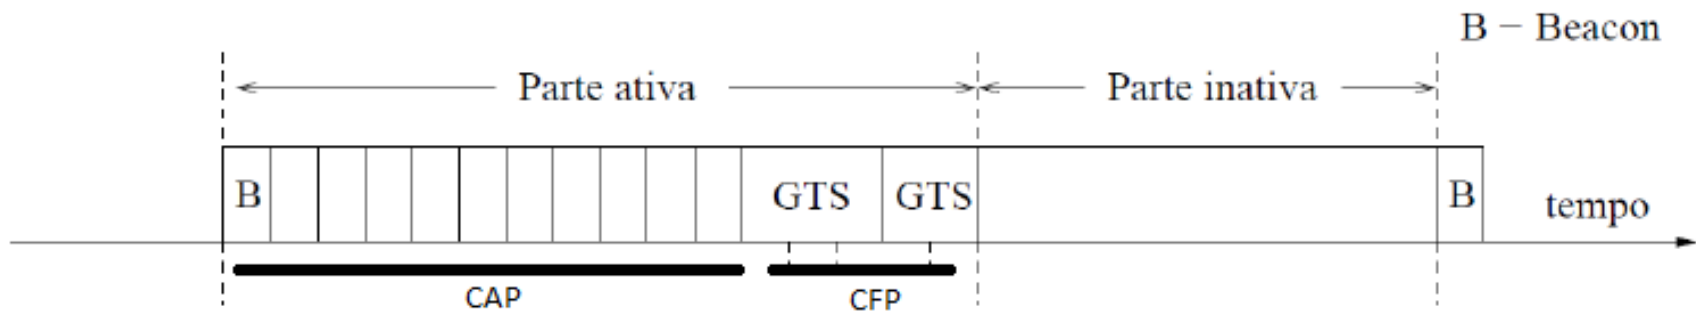 B − Beacon
Parte ativa
Parte inativa
B
GTS
GTS
B
tempo
CAP
CFP